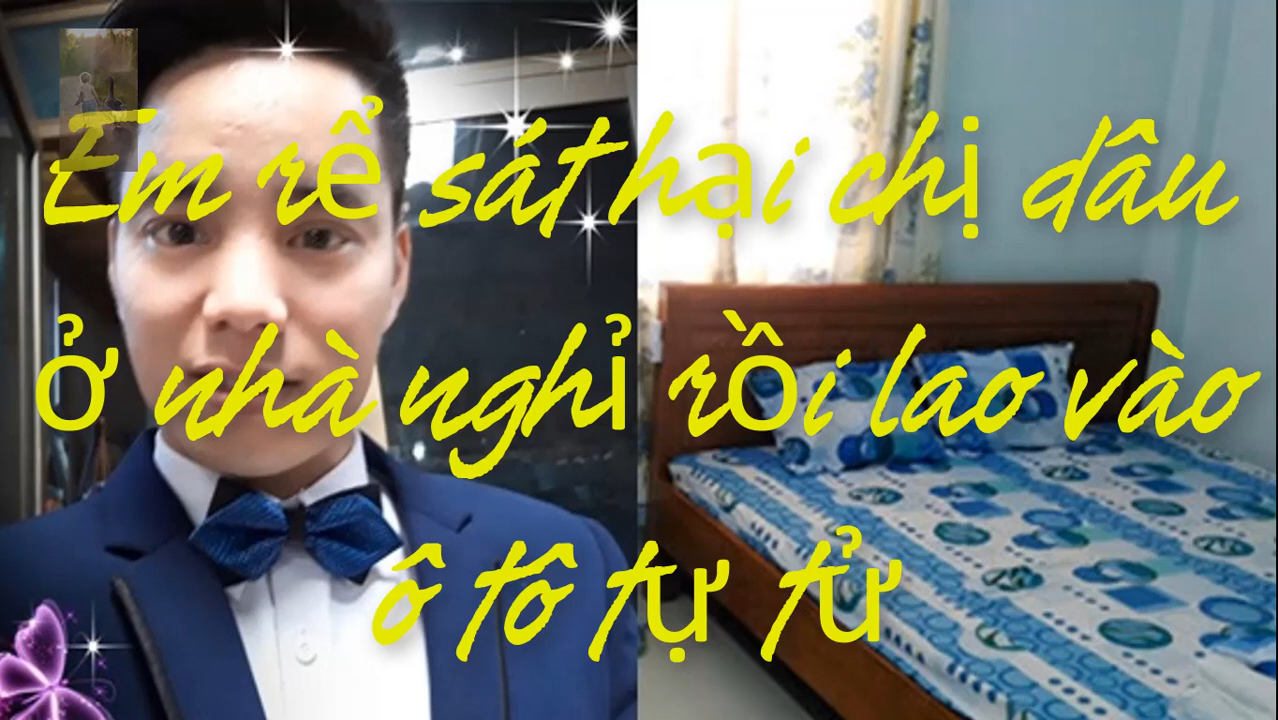 Em rể sát hại chị dâu
ở nhà nghỉ rồi lao vào
ô tô tự tử